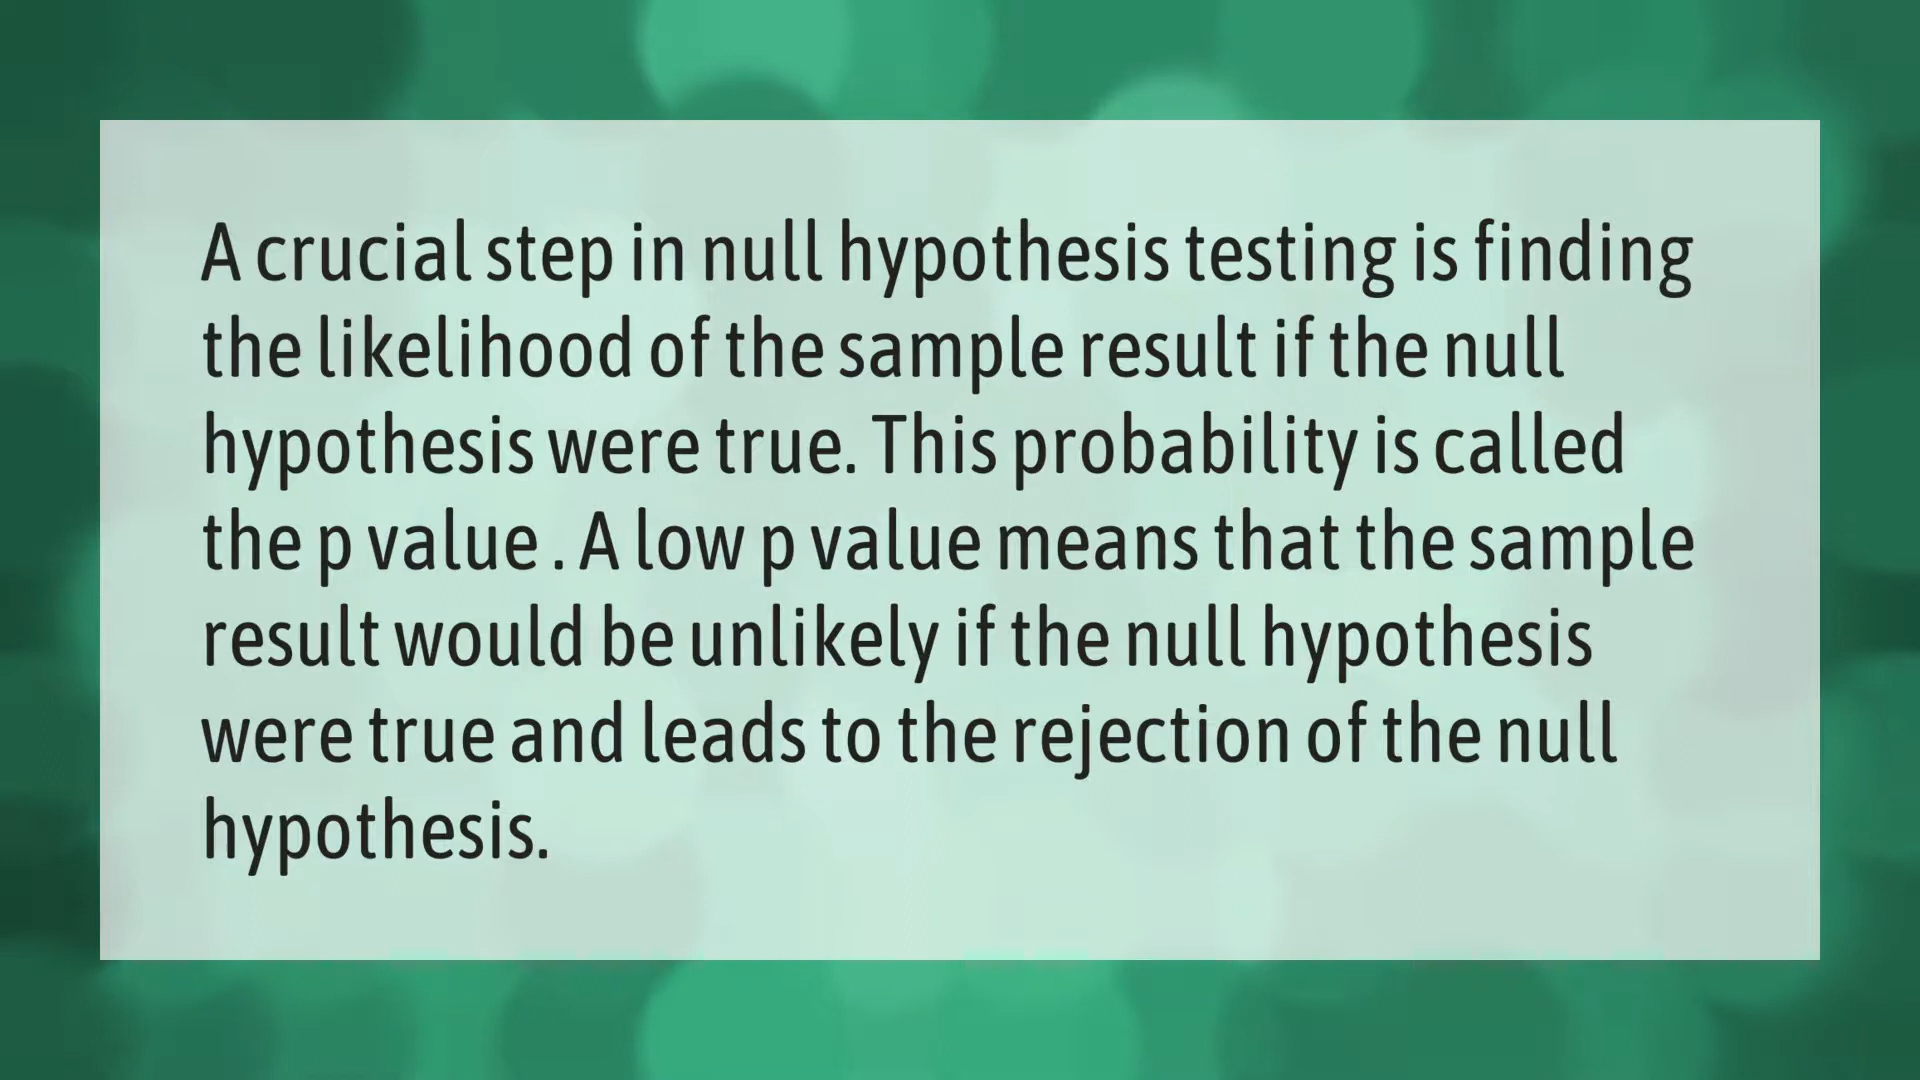 A crucial step in null hypothesis testing is finding
the likelihood of the sample result if the null
hypothesis were true. This probability is called
the p value . A low p value means that the sample
result would be unlikely if the null hypothesis
were true and leads to the rejection of the null
hypothesis.